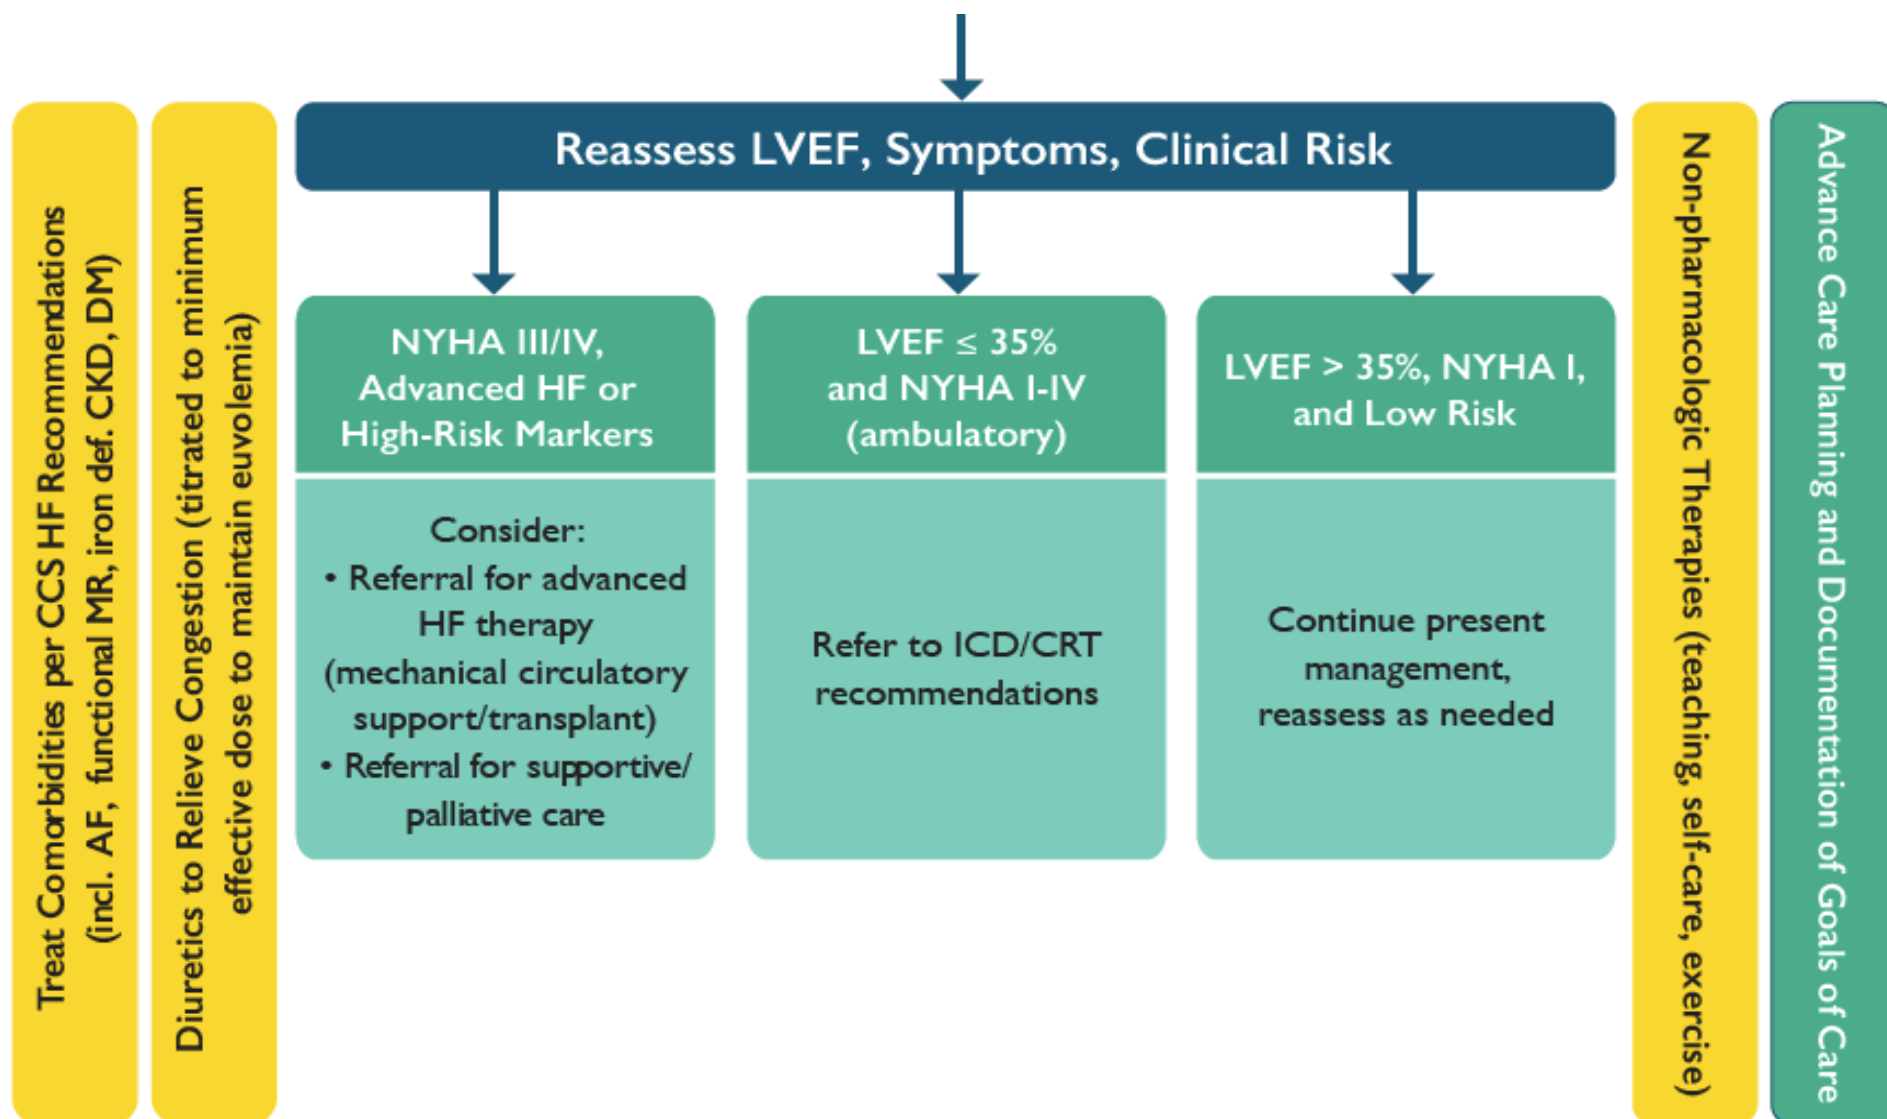 Treat Comorbidities per CCS HF Recommendations
(incl. AF, functional MR, iron def. CKD, DM)
Diuretics to Relieve Congestion (titrated to minimum
effective dose to maintain euvolemia)
Reassess LVEF, Symptoms, Clinical Risk
NYHA III/IV,
Advanced HF or
High-Risk Markers
Consider:
• Referral for advanced
HF therapy
(mechanical circulatory
support/transplant)
• Referral for supportive/
palliative care
LVEF ≤ 35%
and NYHA I-IV
(ambulatory)
Refer to ICD/CRT
recommendations
LVEF > 35%, NYHA I,
and Low Risk
Continue present
management,
reassess as needed
Non-pharmacologic Therapies (teaching, self-care, exercise)
Advance Care Planning and Documentation of Goals of Care